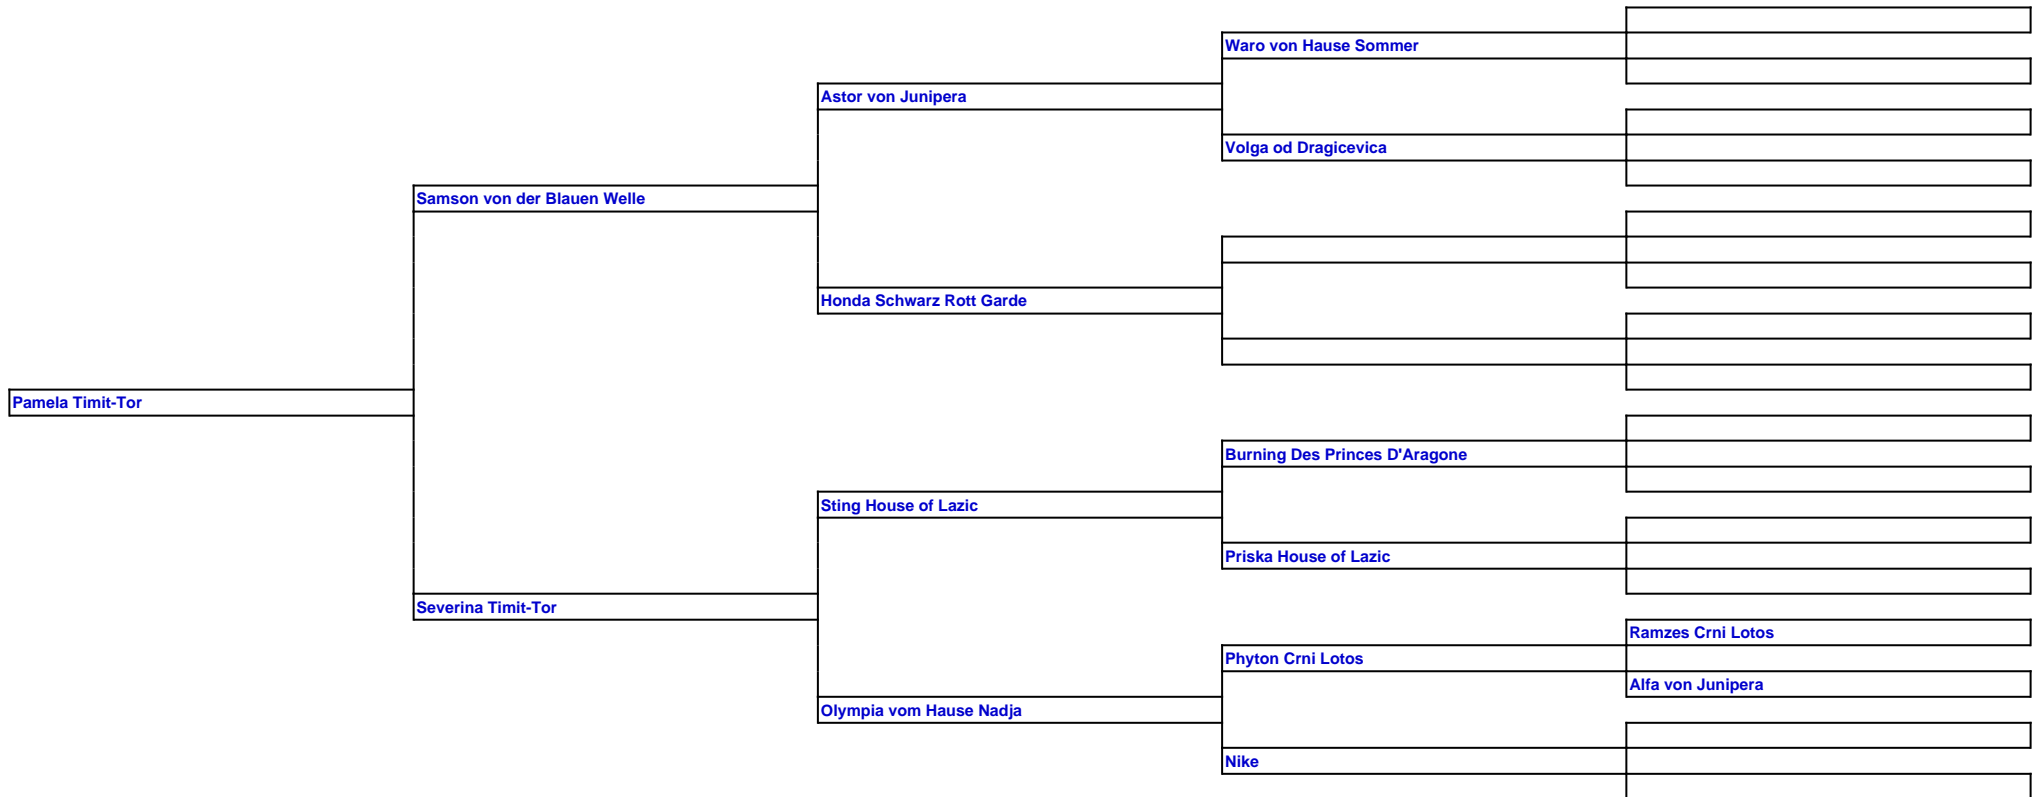 Waro von Hause Sommer
Astor von Junipera
Volga od Dragicevica
Samson von der Blauen Welle
Honda Schwarz Rott Garde
Pamela Timit-Tor
Burning Des Princes D'Aragone
Sting House of Lazic
Priska House of Lazic
Severina Timit-Tor
Ramzes Crni Lotos
Phyton Crni Lotos
Alfa von Junipera
Olympia vom Hause Nadja
Nike